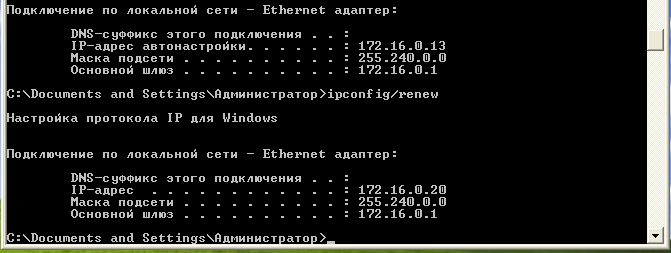 Подключение по локальной сети - Ethernet адаптер:
DNS-суффикс этого подключения . . :
IP-адрес автонастройки. . . . . . : 172.16.0.13
Маска подсети . . . . . . . . . . : 255.240.0.0
Основной шлюз . . . . . . . . . . : 172.16.0.1
C:\Documents and Settings\Администратор>ipconfig/renew
Настройка протокола IP для Windows
Подключение по локальной сети - Ethernet адаптер:
DNS-суффикс этого подключения . . :
IP-адрес . . . . . . . . . . . . : 172.16.0.20
Маска подсети . . . . . . . . . . : 255.240.0.0
Основной шлюз . . . . . . . . . . : 172.16.0.1
C:\Documents and Settings\Администратор>_